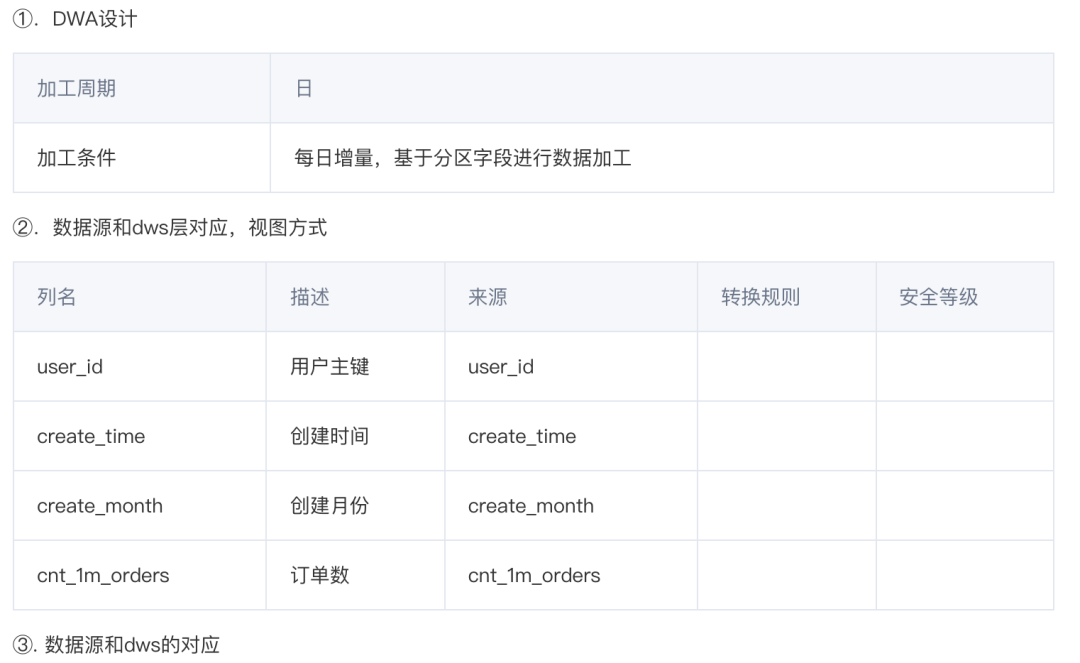 ①. DWA设计
加工周期 日
加工条件 每日增量，基于分区字段进行数据加工
②. 数据源和dws层对应，视图方式
列名 描述 来源 转换规则 安全等级
user_id 用户主键 user_id
create_time 创建时间 create_time
create_month 创建月份 create_month
cnt_1m_orders 订单数 cnt_1m_orders
③. 数据源和dws的对应